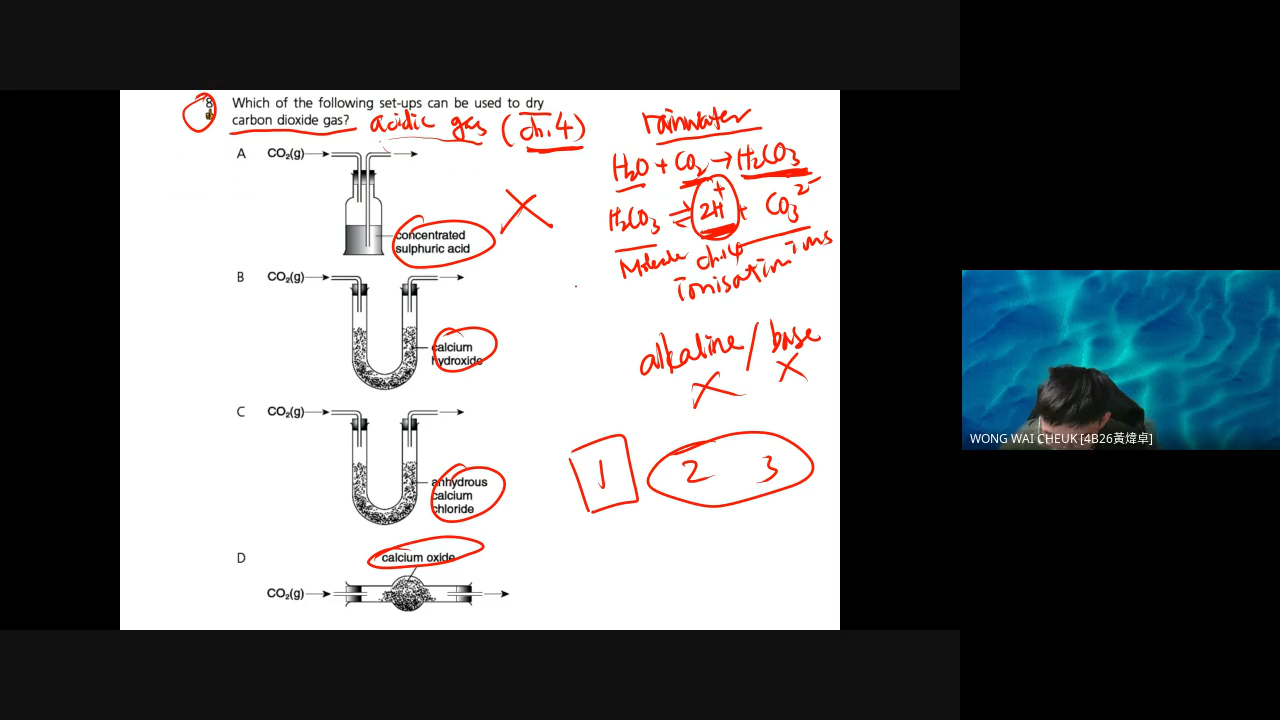 8 Which of the following set-ups can be used to dry
carbon dioxide gas? acidic gas (ch.4)
A CO₂(g)
concentrated
sulphuric acid
B CO₂(g)
calcium
hydroxide
C CO₂(g)
anhydrous
calcium
chloride
D calcium oxide
CO₂(g)
rainwater
H₂O + CO₂ → H₂CO₃
H₂CO₃ ⇌ 2H⁺ + CO₃²⁻
Molecule ch.4 ions
ionisation
alkaline / base
1 2 3
WONG WAI CHEUK [4B26黃煒卓]